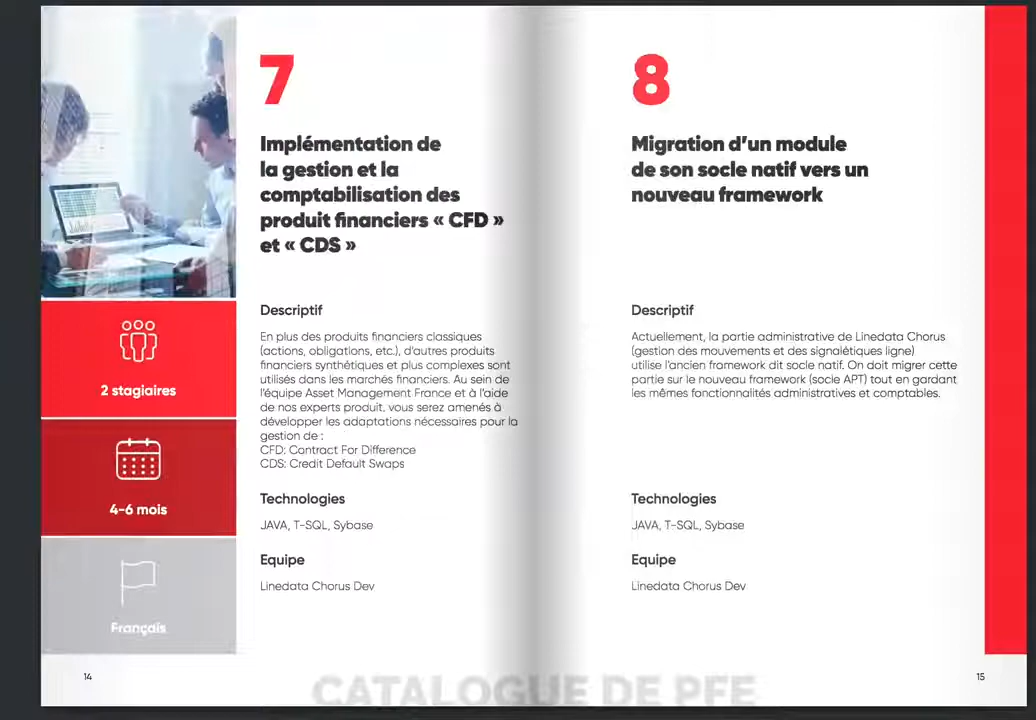 2 stagiaires
4-6 mois
Français
14
7
Implémentation de
la gestion et la
comptabilisation des
produit financiers « CFD »
et « CDS »
Descriptif
En plus des produits financiers classiques
(actions, obligations, etc.), d'autres produits
financiers synthétiques et plus complexes sont
utilisés dans les marchés financiers. Au sein de
l'équipe Asset Management France et à l'aide
de nos experts produit, vous serez amenés à
développer les adaptations nécessaires pour la
gestion de :
CFD: Contract For Difference
CDS: Credit Default Swaps
Technologies
JAVA, T-SQL, Sybase
Equipe
Linedata Chorus Dev
8
Migration d'un module
de son socle natif vers un
nouveau framework
Descriptif
Actuellement, la partie administrative de Linedata Chorus
(gestion des mouvements et des signalétiques ligne)
utilise l'ancien framework dit socle natif. On doit migrer cette
partie sur le nouveau framework (socle APT) tout en gardant
les mêmes fonctionnalités administratives et comptables.
Technologies
JAVA, T-SQL, Sybase
Equipe
Linedata Chorus Dev
15
CATALOGUE DE PFE